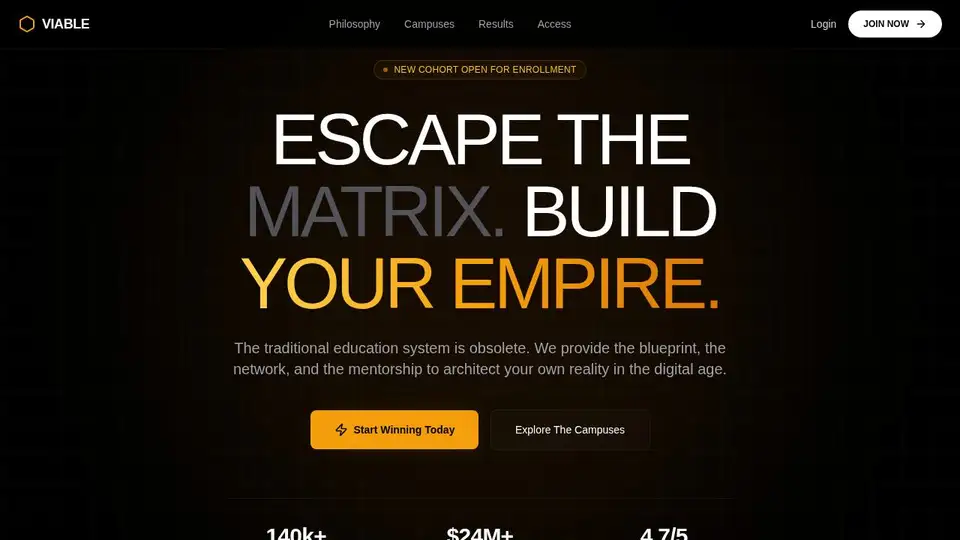 VIABLE
Philosophy
Campuses
Results
Access
Login
JOIN NOW
NEW COHORT OPEN FOR ENROLLMENT
ESCAPE THE
MATRIX. BUILD
YOUR EMPIRE.
The traditional education system is obsolete. We provide the blueprint, the
network, and the mentorship to architect your own reality in the digital age.
Start Winning Today
Explore The Campuses
140k+
$24M+
4.7/5